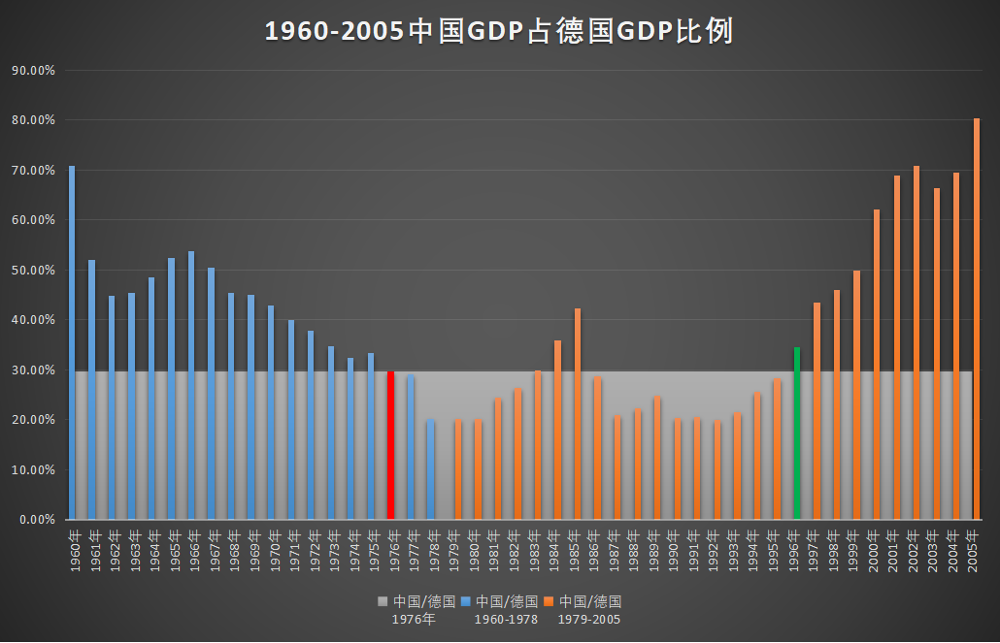 1960-2005中国GDP占德国GDP比例
90.00%
80.00%
70.00%
60.00%
50.00%
40.00%
30.00%
20.00%
10.00%
0.00%
1960年
1961年
1962年
1963年
1964年
1965年
1966年
1967年
1968年
1969年
1970年
1971年
1972年
1973年
1974年
1975年
1976年
1977年
1978年
1979年
1980年
1981年
1982年
1983年
1984年
1985年
1986年
1987年
1988年
1989年
1990年
1991年
1992年
1993年
1994年
1995年
1996年
1997年
1998年
1999年
2000年
2001年
2002年
2003年
2004年
2005年
中国/德国
1976年
中国/德国
1960-1978
中国/德国
1979-2005